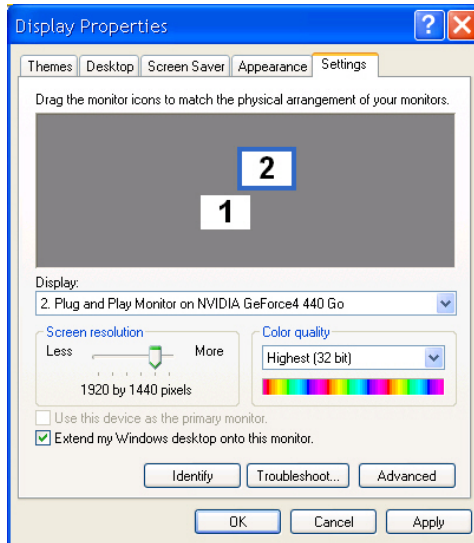 Display Properties
Themes Desktop Screen Saver Appearance Settings
Drag the monitor icons to match the physical arrangement of your monitors.
2
1
Display:
2. Plug and Play Monitor on NVIDIA GeForce4 440 Go
Screen resolution Color quality
Less More Highest (32 bit)
1920 by 1440 pixels
Use this device as the primary monitor.
Extend my Windows desktop onto this monitor.
Identify Troubleshoot... Advanced
OK Cancel Apply